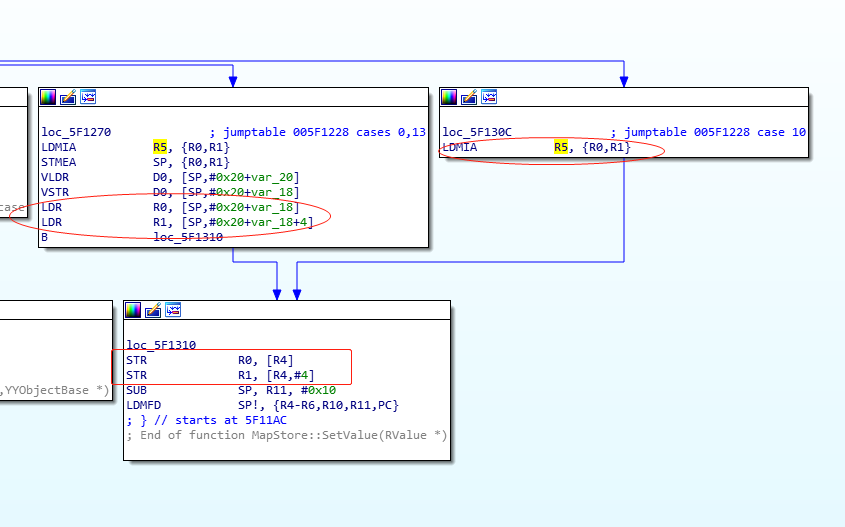 loc_5F1270 ; jumptable 005F1228 cases 0,13
LDMIA R5, {R0,R1}
STMEA SP, {R0,R1}
VLDR D0, [SP,#0x20+var_20]
VSTR D0, [SP,#0x20+var_18]
LDR R0, [SP,#0x20+var_18]
LDR R1, [SP,#0x20+var_18+4]
B loc_5F1310
loc_5F130C ; jumptable 005F1228 case 10
LDMIA R5, {R0,R1}
case
loc_5F1310
STR R0, [R4]
STR R1, [R4,#4]
SUB SP, R11, #0x10
LDMFD SP!, {R4-R6,R10,R11,PC}
; } // starts at 5F11AC
; End of function MapStore::SetValue(RValue *)
,YYObjectBase *)